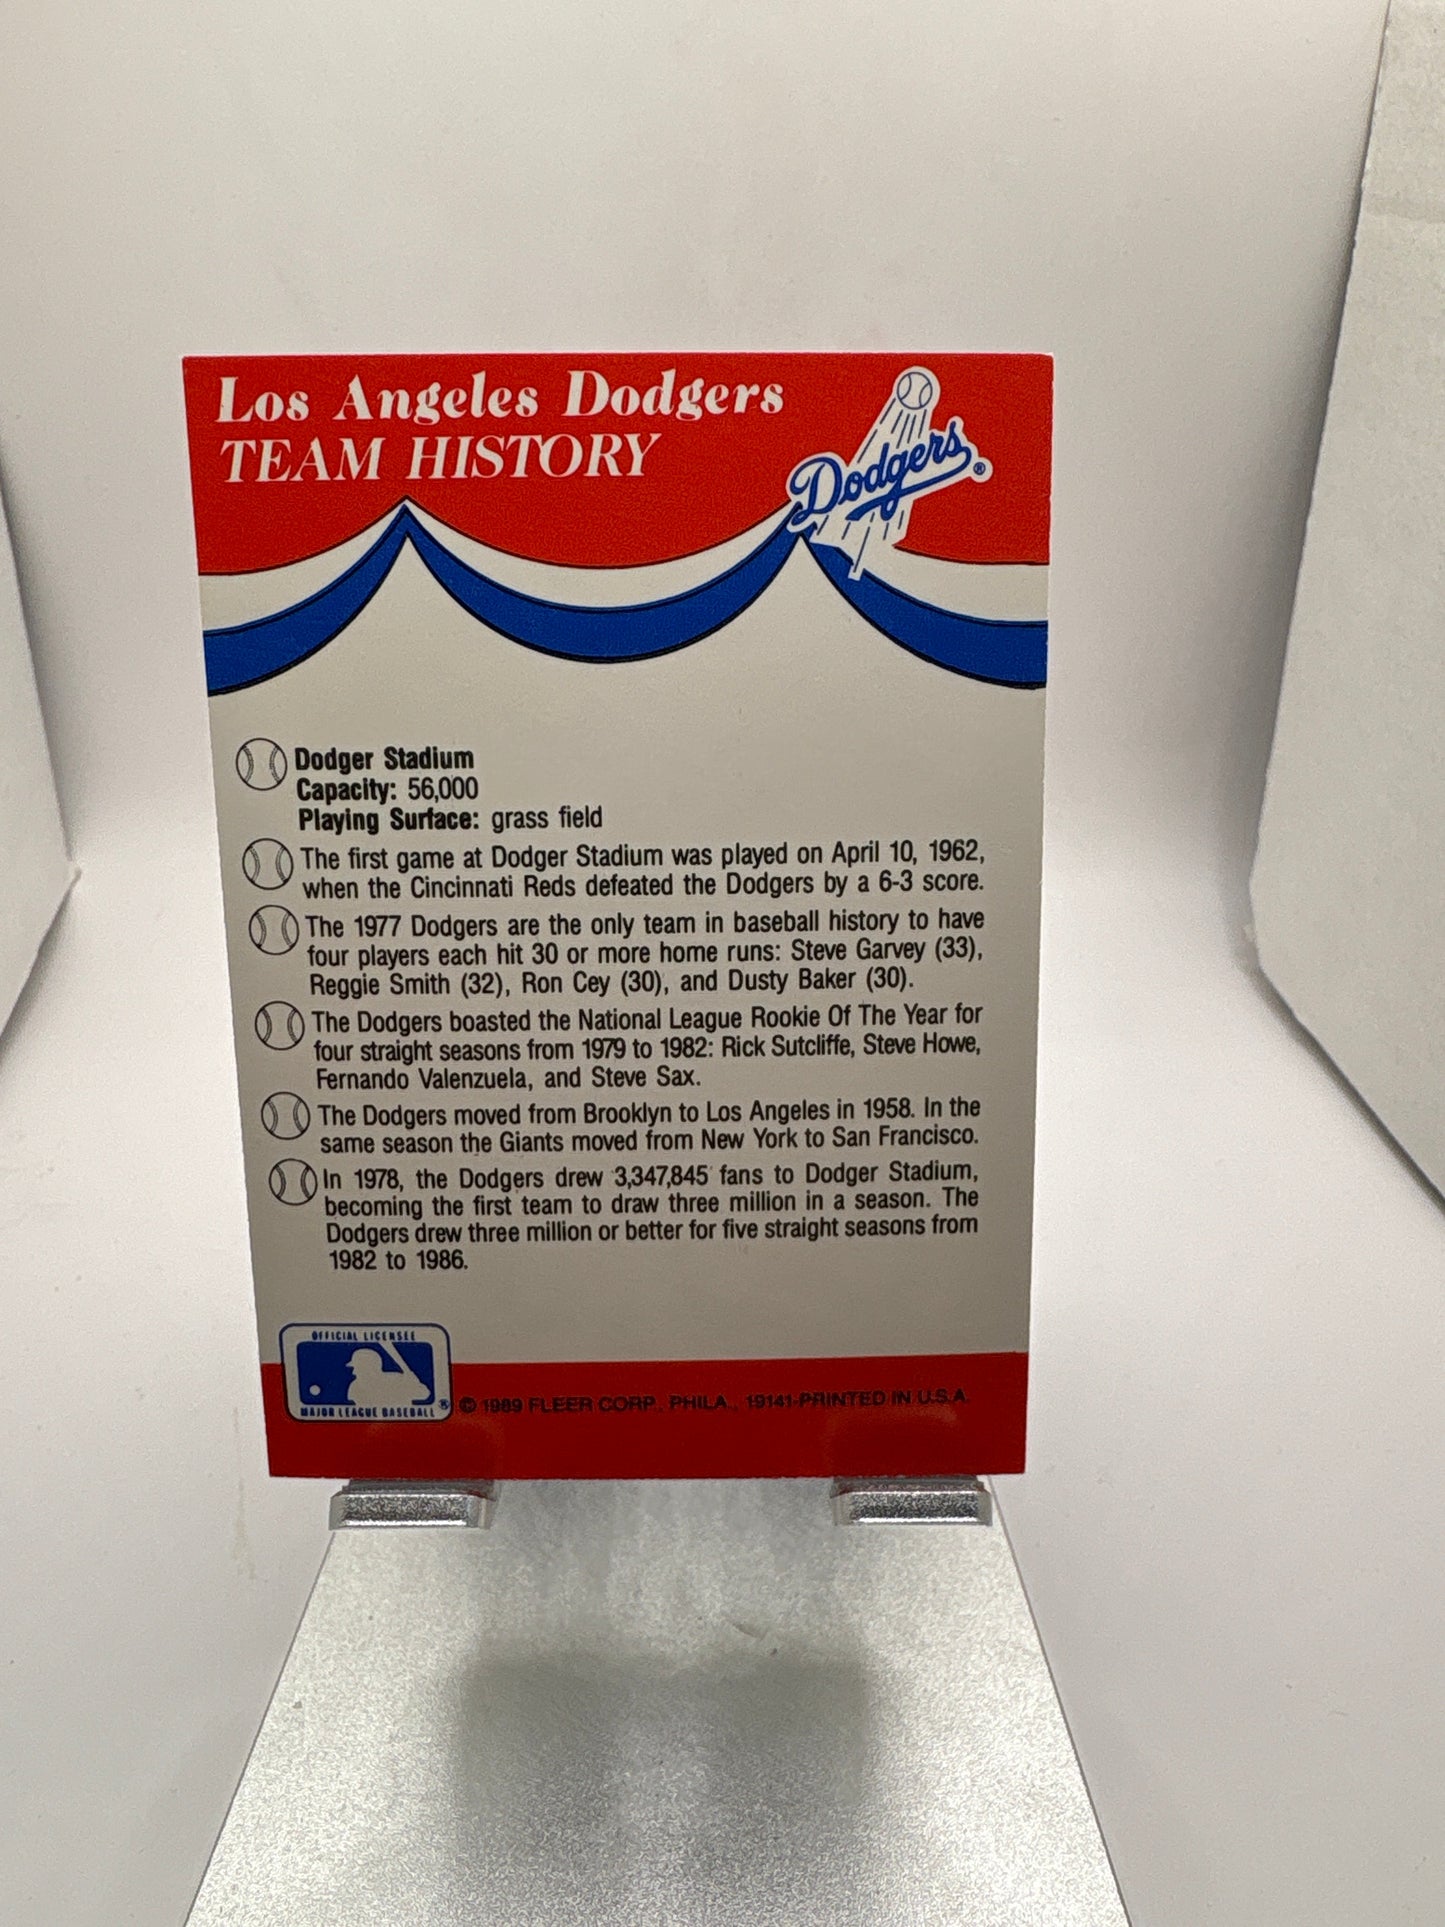 Los Angeles Dodgers
TEAM HISTORY
Dodgers®
Dodger Stadium
Capacity: 56,000
Playing Surface: grass field
The first game at Dodger Stadium was played on April 10, 1962,
when the Cincinnati Reds defeated the Dodgers by a 6-3 score.
The 1977 Dodgers are the only team in baseball history to have
four players each hit 30 or more home runs: Steve Garvey (33),
Reggie Smith (32), Ron Cey (30), and Dusty Baker (30).
The Dodgers boasted the National League Rookie Of The Year for
four straight seasons from 1979 to 1982: Rick Sutcliffe, Steve Howe,
Fernando Valenzuela, and Steve Sax.
The Dodgers moved from Brooklyn to Los Angeles in 1958. In the
same season the Giants moved from New York to San Francisco.
In 1978, the Dodgers drew 3,347,845 fans to Dodger Stadium,
becoming the first team to draw three million in a season. The
Dodgers drew three million or better for five straight seasons from
1982 to 1986.
OFFICIAL LICENSEE
MAJOR LEAGUE BASEBALL®
© 1989 FLEER CORP., PHILA., 19141-PRINTED IN U.S.A.